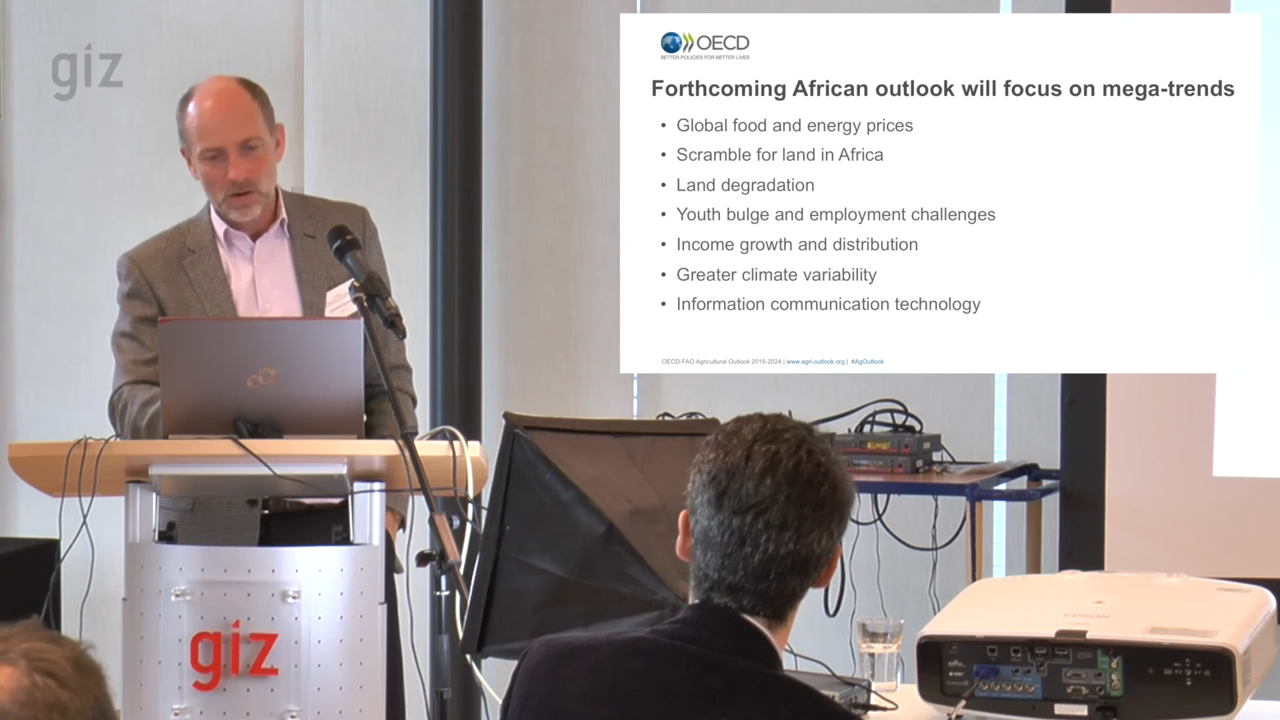 giz
OECD
BETTER POLICIES FOR BETTER LIVES
Forthcoming African outlook will focus on mega-trends
• Global food and energy prices
• Scramble for land in Africa
• Land degradation
• Youth bulge and employment challenges
• Income growth and distribution
• Greater climate variability
• Information communication technology
OECD-FAO Agricultural Outlook 2015-2024 | www.agri-outlook.org | #AgOutlook
giz